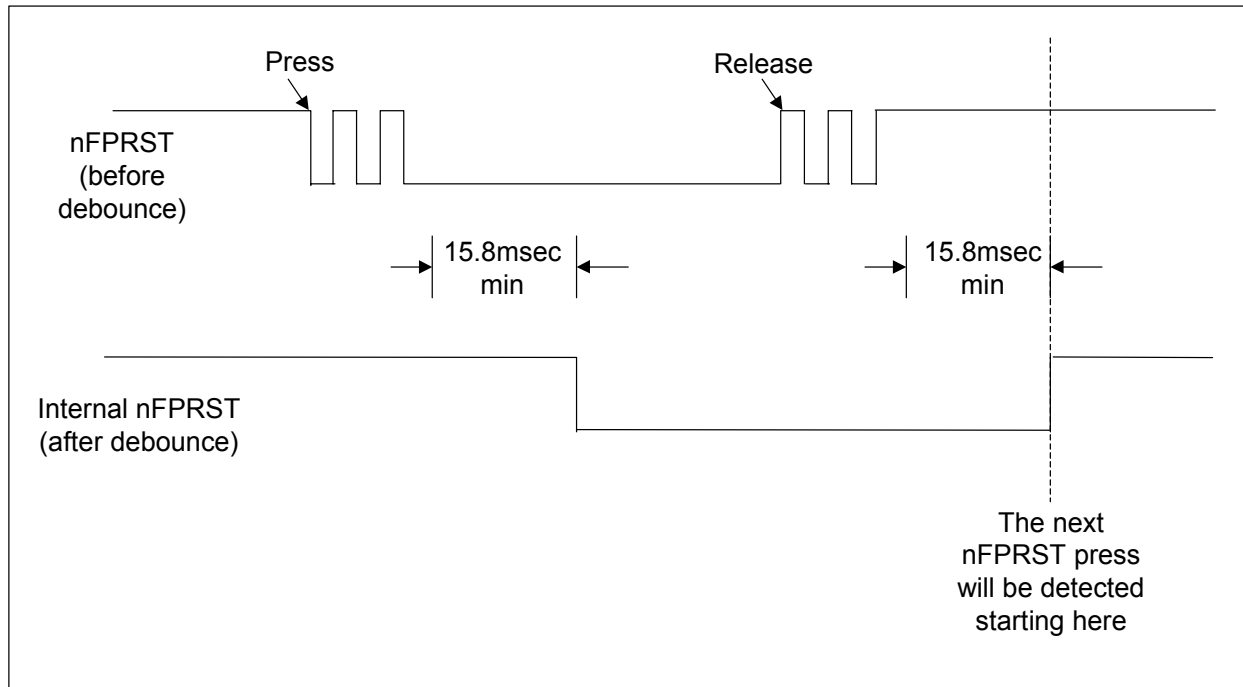 Press
Release
nFPRST
(before
debounce)
15.8msec
min
15.8msec
min
Internal nFPRST
(after debounce)
The next
nFPRST press
will be detected
starting here